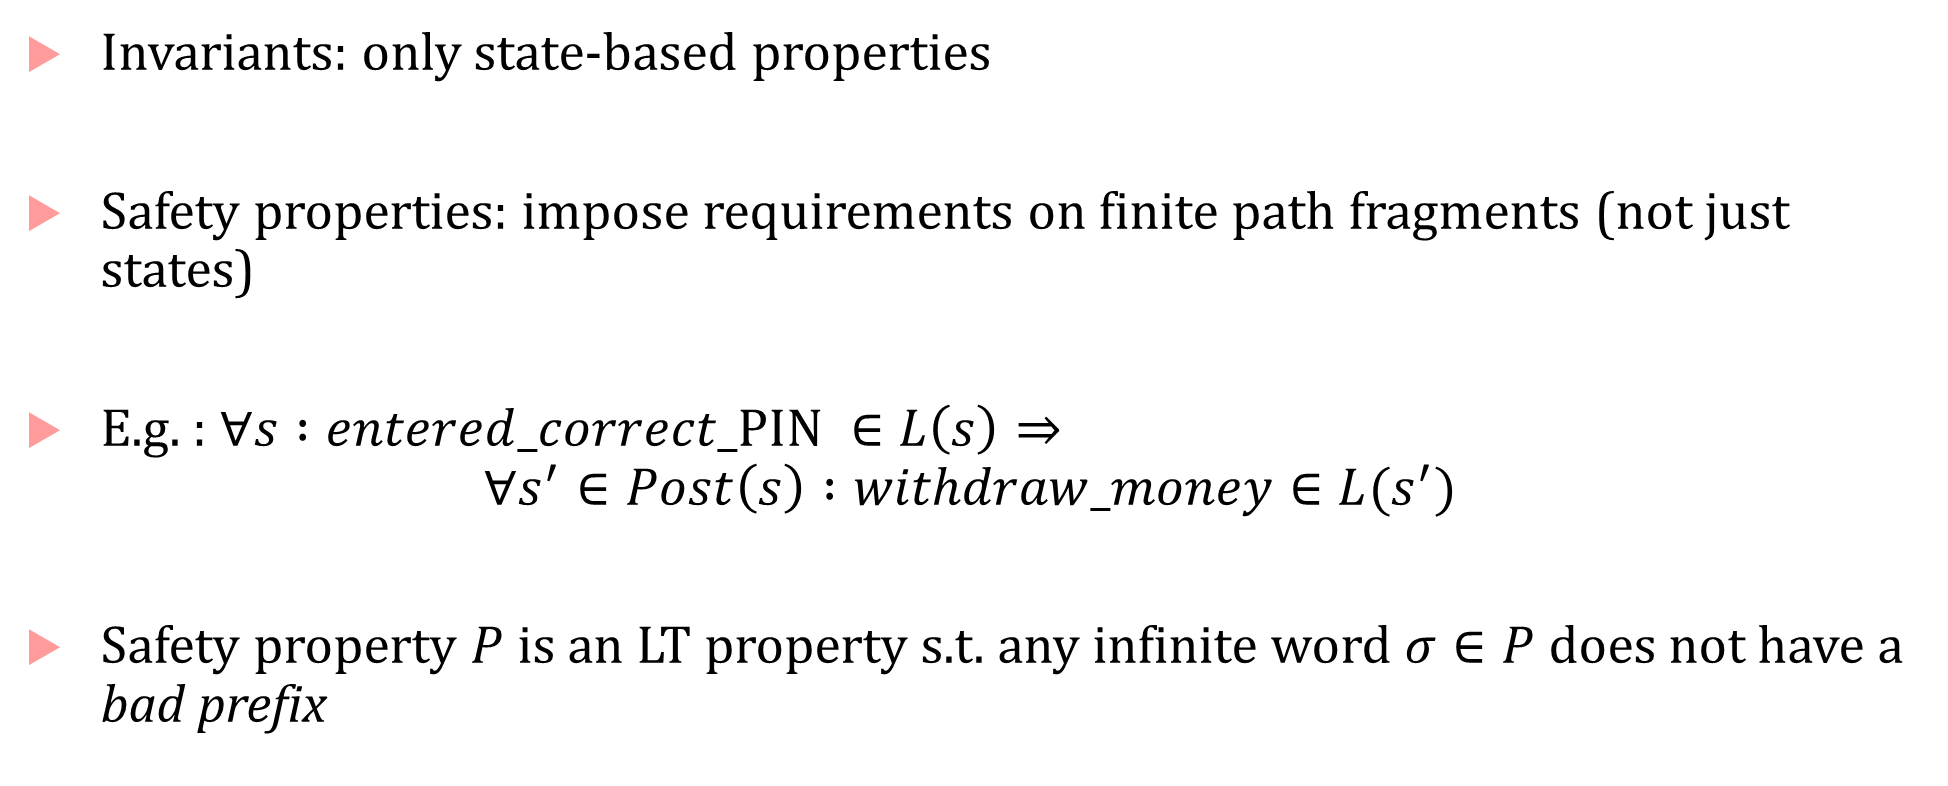 Invariants: only state-based properties
Safety properties: impose requirements on finite path fragments (not just
states)
E.g. : ∀s : entered_correct_PIN ∈ L(s) ⇒
∀s′ ∈ Post(s) : withdraw_money ∈ L(s′)
Safety property P is an LT property s.t. any infinite word σ ∈ P does not have a
bad prefix